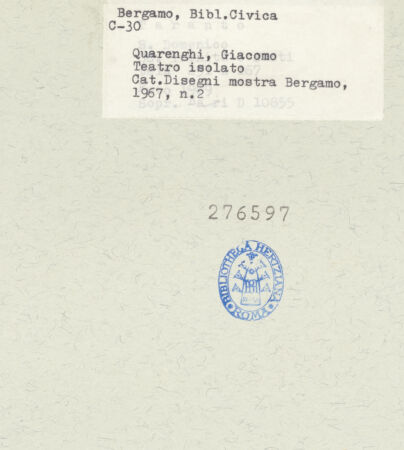 Bergamo, Bibl.Civica
C-30
Quarenghi, Giacomo
Teatro isolato
Cat.Disegni mostra Bergamo,
1967, n.2
276597
BIBLIOTHECA HERTZIANA
ROMA